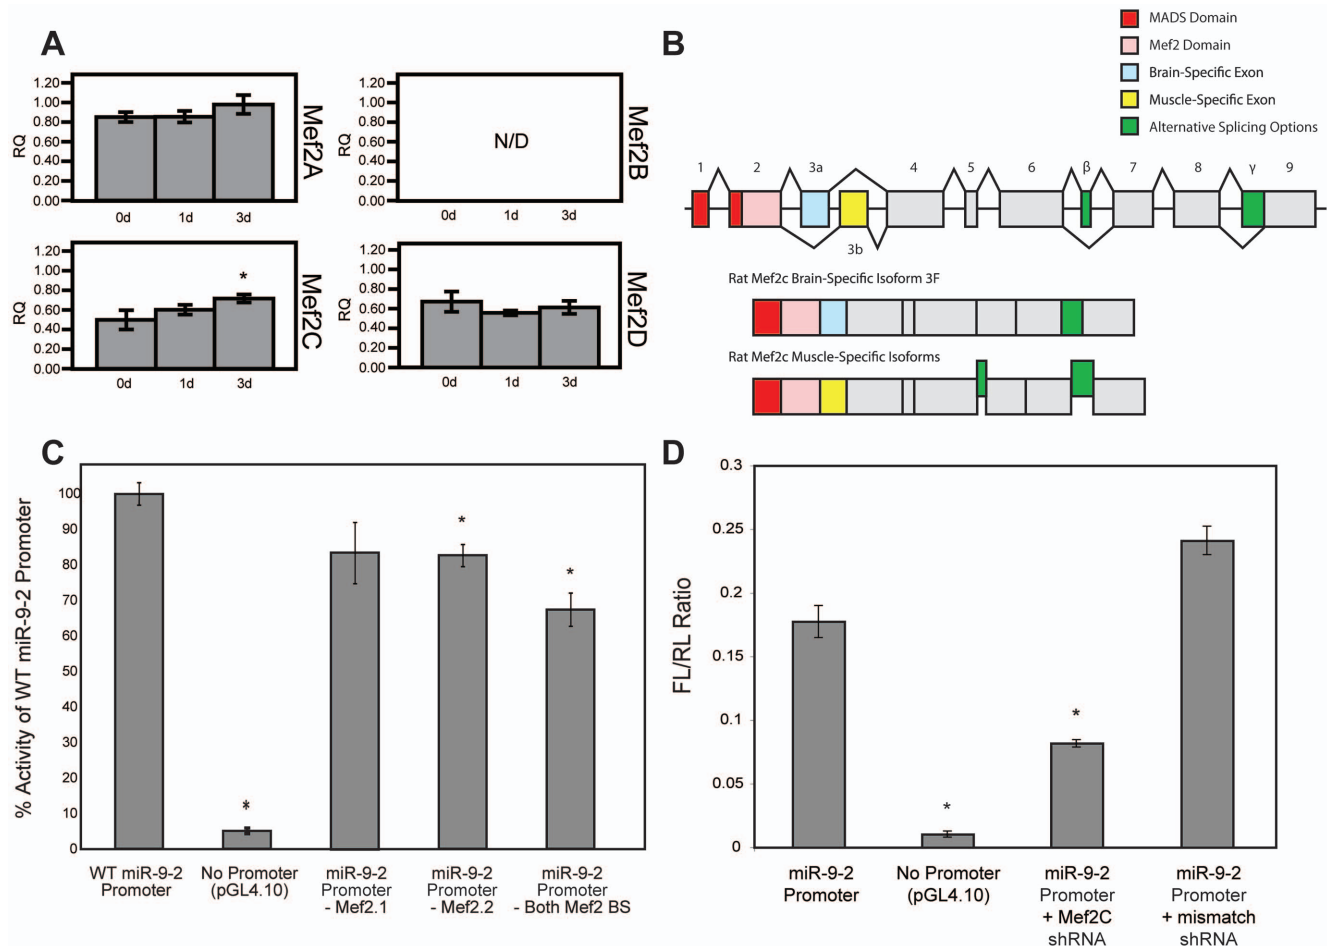 A
1.20
1.00
0.80
0.60
0.40
0.20
0.00
RQ
0d
1d
3d
Mef2A
1.20
1.00
0.80
0.60
0.40
0.20
0.00
RQ
N/D
0d
1d
3d
Mef2B
1.20
1.00
0.80
0.60
0.40
0.20
0.00
RQ
*
0d
1d
3d
Mef2C
1.20
1.00
0.80
0.60
0.40
0.20
0.00
RQ
0d
1d
3d
Mef2D
B
MADS Domain
Mef2 Domain
Brain-Specific Exon
Muscle-Specific Exon
Alternative Splicing Options
1 2 3a 4 5 6 β 7 8 γ 9
3b
Rat Mef2c Brain-Specific Isoform 3F
Rat Mef2c Muscle-Specific Isoforms
C
% Activity of WT miR-9-2 Promoter
100
90
80
70
60
50
40
30
20
10
0
*
*
*
WT miR-9-2
Promoter
No Promoter
(pGL4.10)
miR-9-2
Promoter
- Mef2.1
miR-9-2
Promoter
- Mef2.2
miR-9-2
Promoter
- Both Mef2 BS
D
FL/RL Ratio
0.3
0.25
0.2
0.15
0.1
0.05
0
*
*
miR-9-2
Promoter
No Promoter
(pGL4.10)
miR-9-2
Promoter
+ Mef2C
shRNA
miR-9-2
Promoter
+ mismatch
shRNA